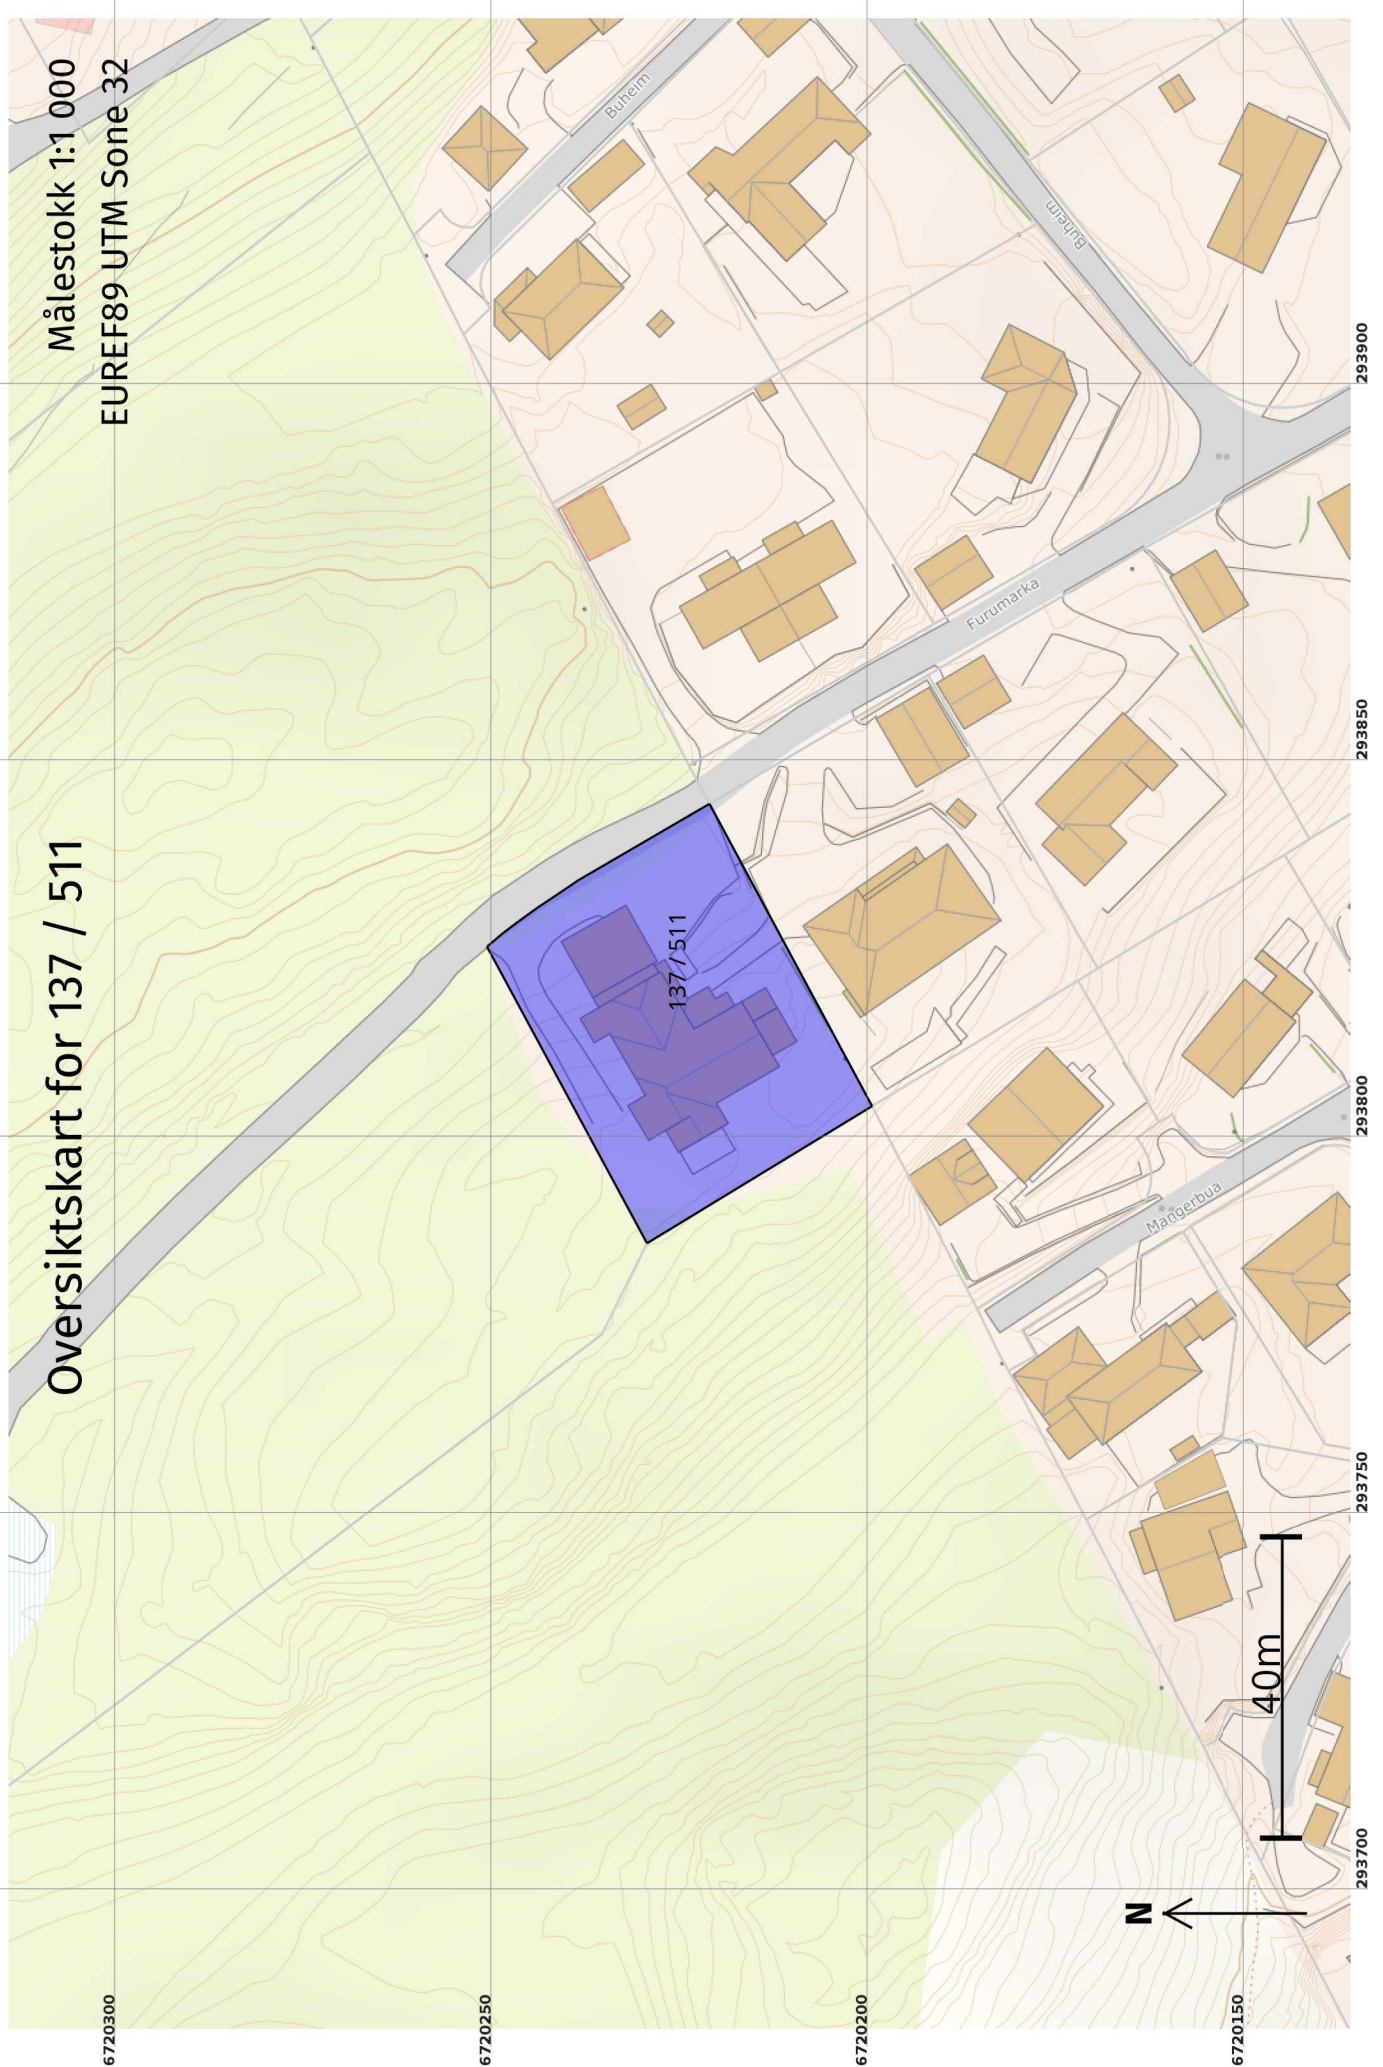 Oversiktskart for 137 / 511
Målestokk 1:1 000
EUREF89 UTM Sone 32
6720300
6720250
6720200
6720150
293700
293750
293800
293850
293900
Buheim
Buheim
Furumarka
137 / 511
Mangerbua
N
40m